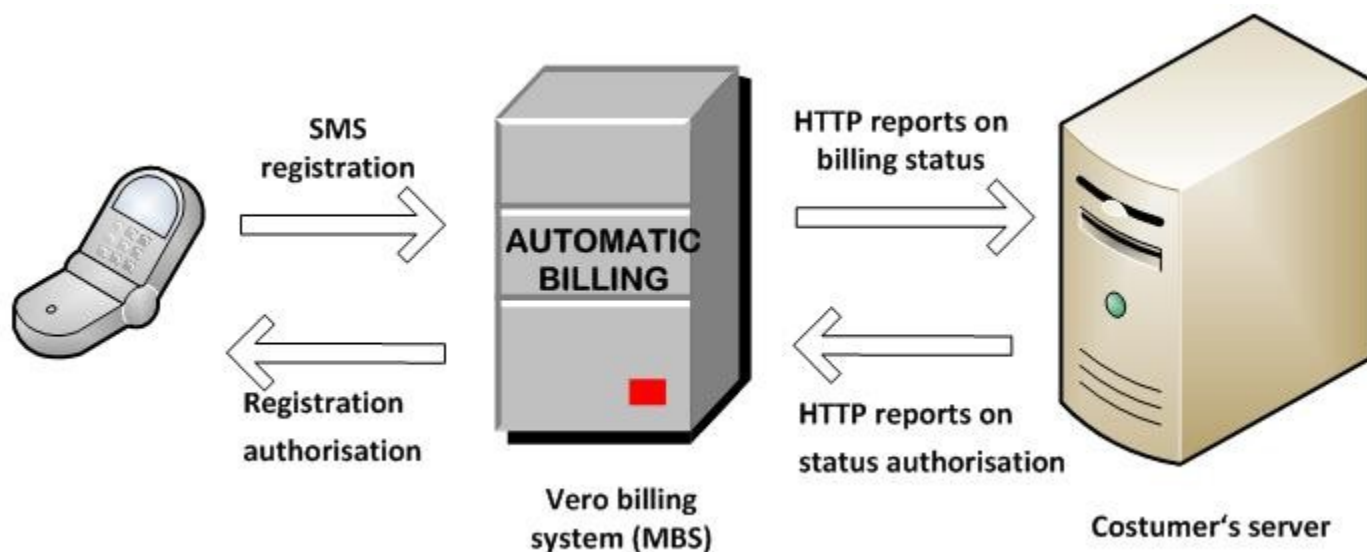 SMS
registration
HTTP reports on
billing status
AUTOMATIC
BILLING
Registration
authorisation
HTTP reports on
status authorisation
Vero billing
system (MBS)
Costumer‘s server